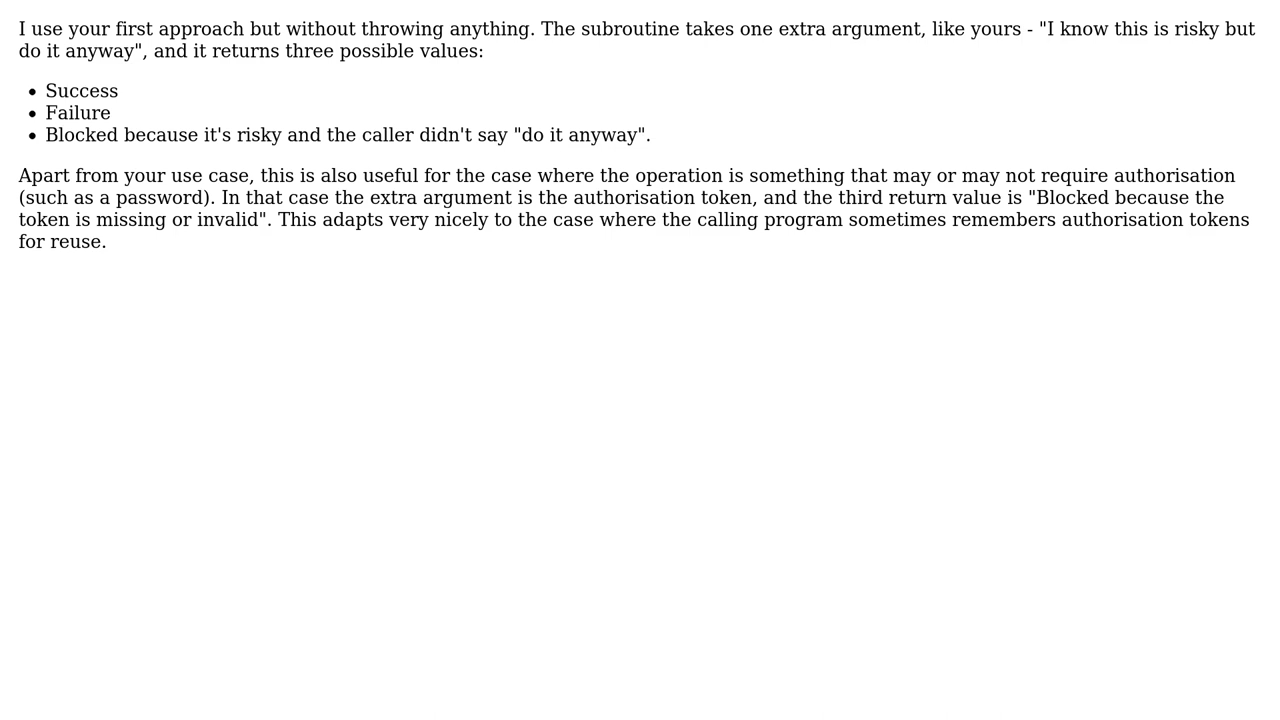 I use your first approach but without throwing anything. The subroutine takes one extra argument, like yours - "I know this is risky but
do it anyway", and it returns three possible values:
• Success
• Failure
• Blocked because it's risky and the caller didn't say "do it anyway".
Apart from your use case, this is also useful for the case where the operation is something that may or may not require authorisation
(such as a password). In that case the extra argument is the authorisation token, and the third return value is "Blocked because the
token is missing or invalid". This adapts very nicely to the case where the calling program sometimes remembers authorisation tokens
for reuse.